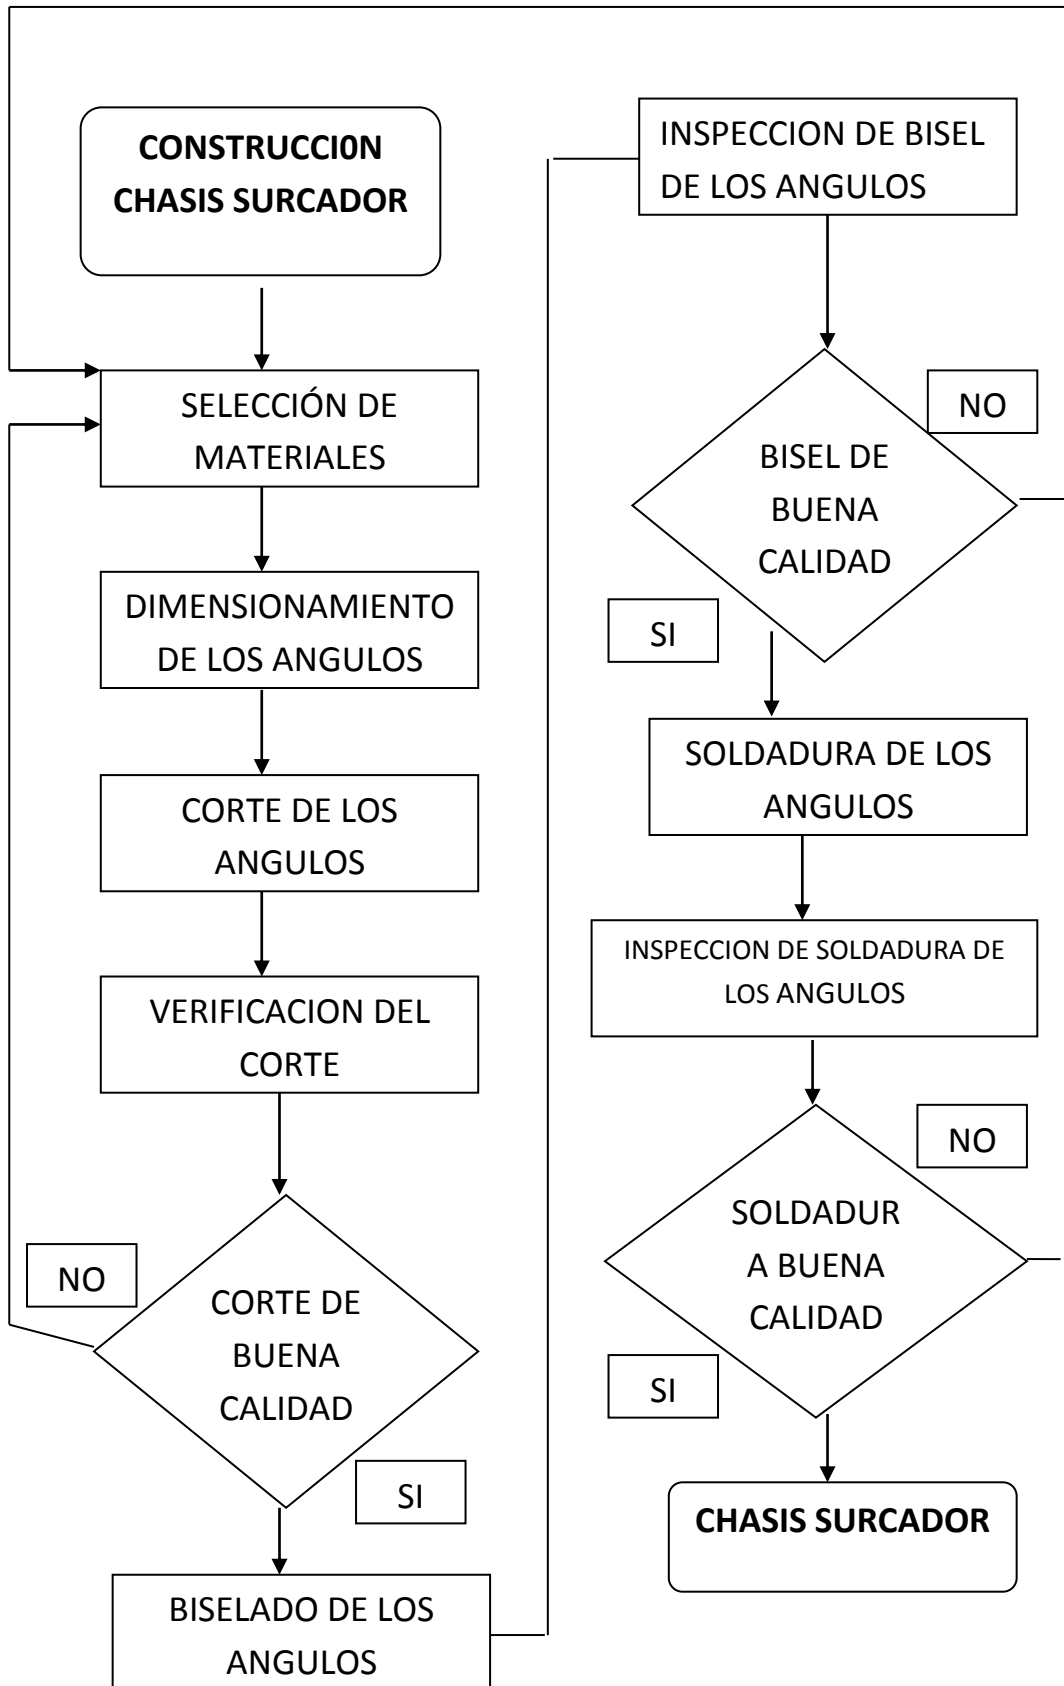 CONSTRUCCI0N
CHASIS SURCADOR
SELECCIÓN DE
MATERIALES
DIMENSIONAMIENTO
DE LOS ANGULOS
CORTE DE LOS
ANGULOS
VERIFICACION DEL
CORTE
NO
CORTE DE
BUENA
CALIDAD
SI
BISELADO DE LOS
ANGULOS
INSPECCION DE BISEL
DE LOS ANGULOS
NO
BISEL DE
BUENA
CALIDAD
SI
SOLDADURA DE LOS
ANGULOS
INSPECCION DE SOLDADURA DE
LOS ANGULOS
NO
SOLDADUR
A BUENA
CALIDAD
SI
CHASIS SURCADOR